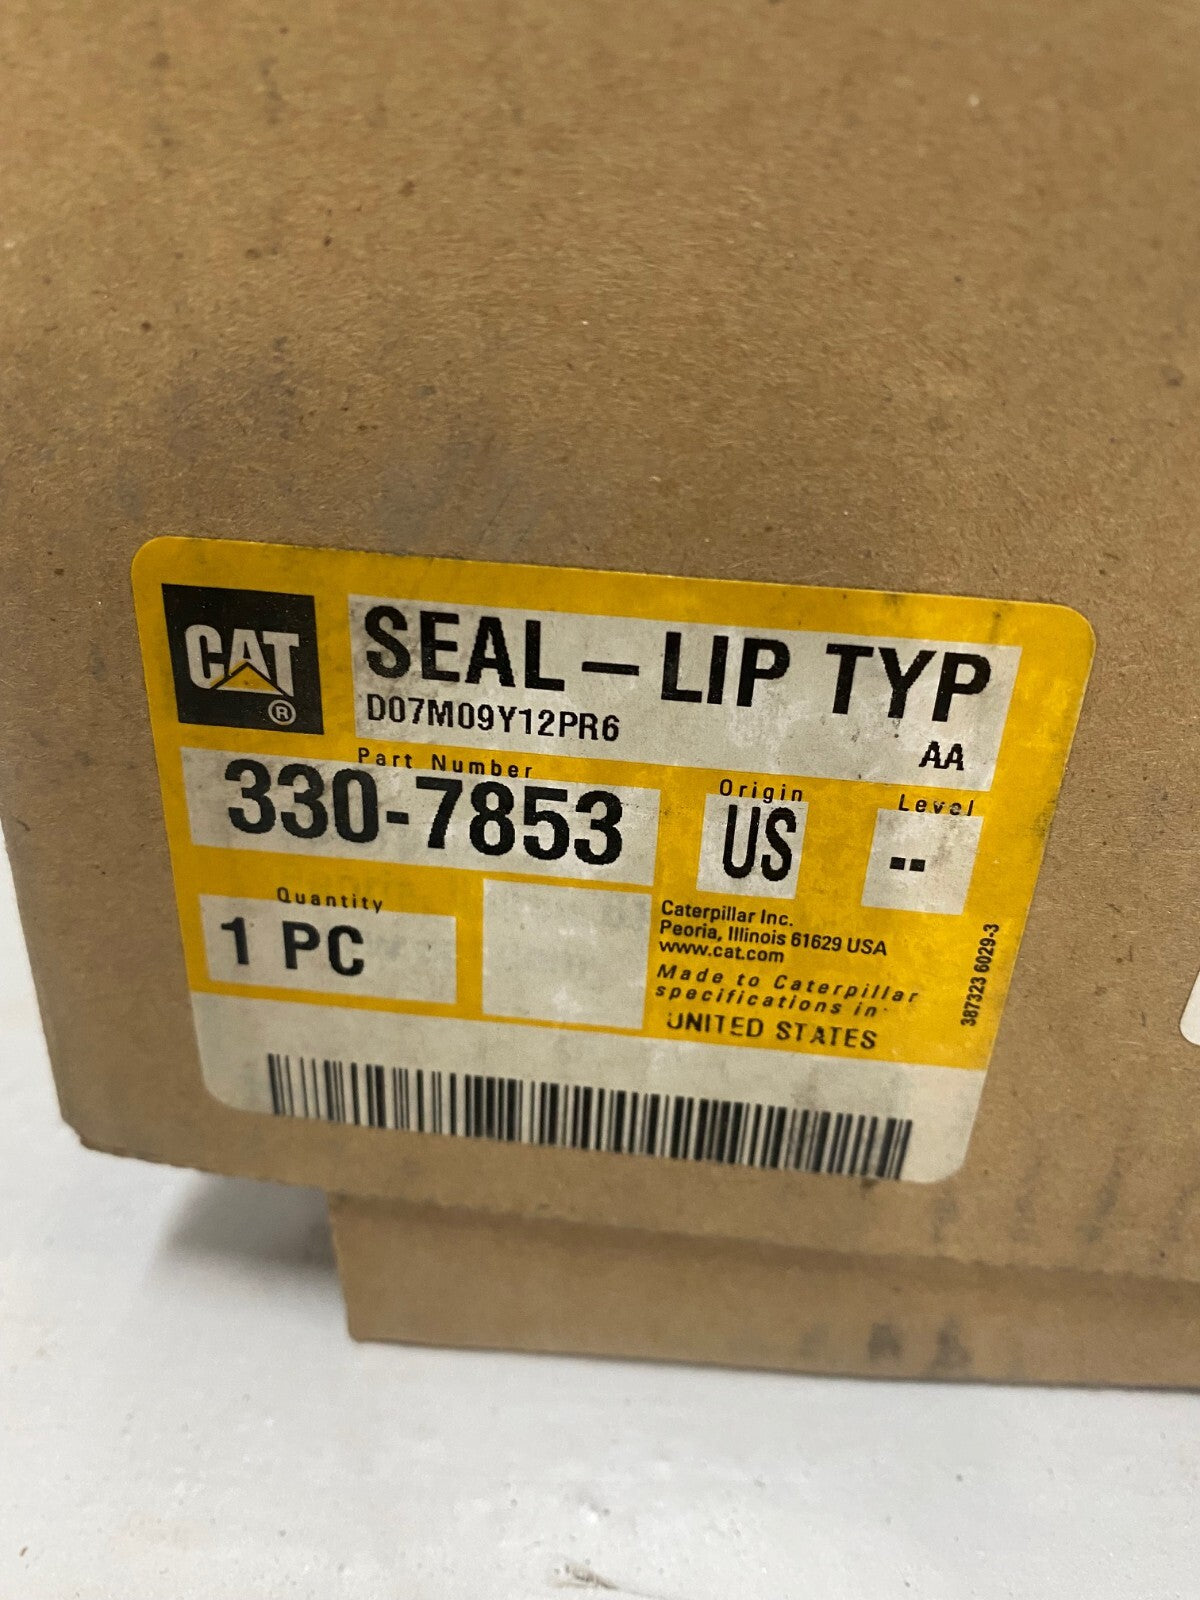 CAT
®
SEAL-LIP TYP
D07M09Y12PR6
AA
Part Number
330-7853
Origin
US
Level
--
Quantity
1 PC
Caterpillar Inc.
Peoria, Illinois 61629 USA
www.cat.com
Made to Caterpillar
specifications in:
UNITED STATES
387323 6029-3